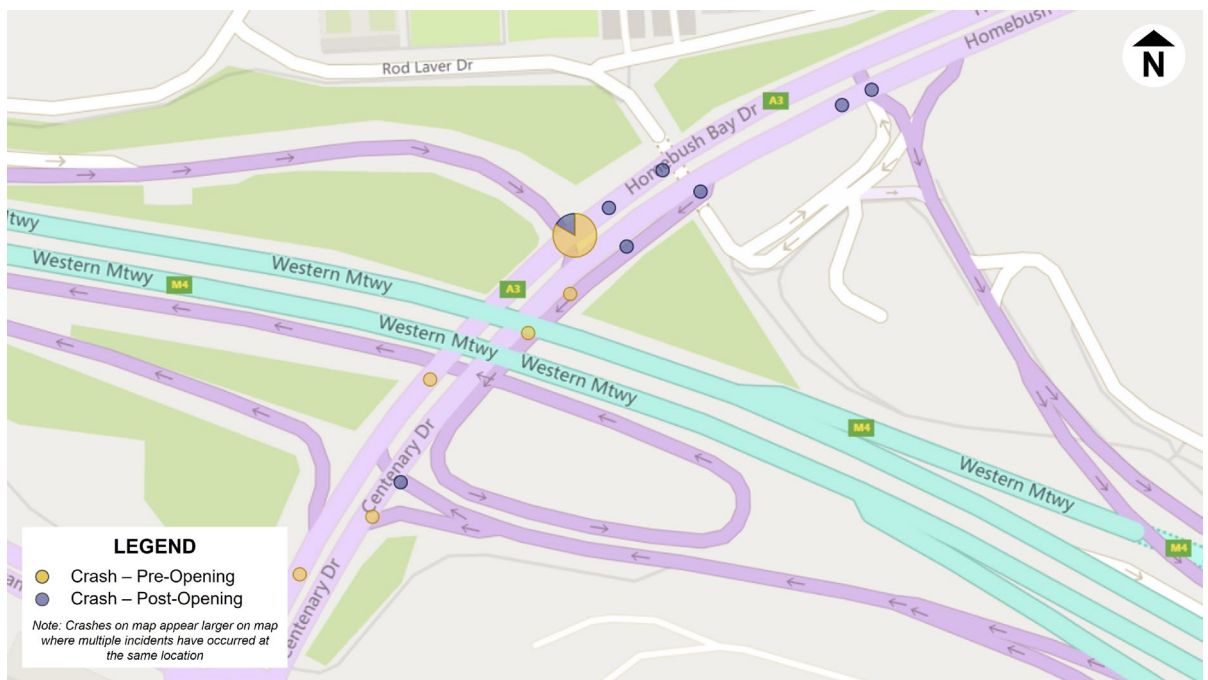 Rod Laver Dr
Homebush
A3
Homebush Bay Dr
N
Mtwy
Western Mtwy
Western Mtwy
M4
A3
Western Mtwy
Western Mtwy
M4
Western Mtwy
M4
Centenary Dr
Centenary Dr
LEGEND
Crash – Pre-Opening
Crash – Post-Opening
Note: Crashes on map appear larger on map
where multiple incidents have occurred at
the same location